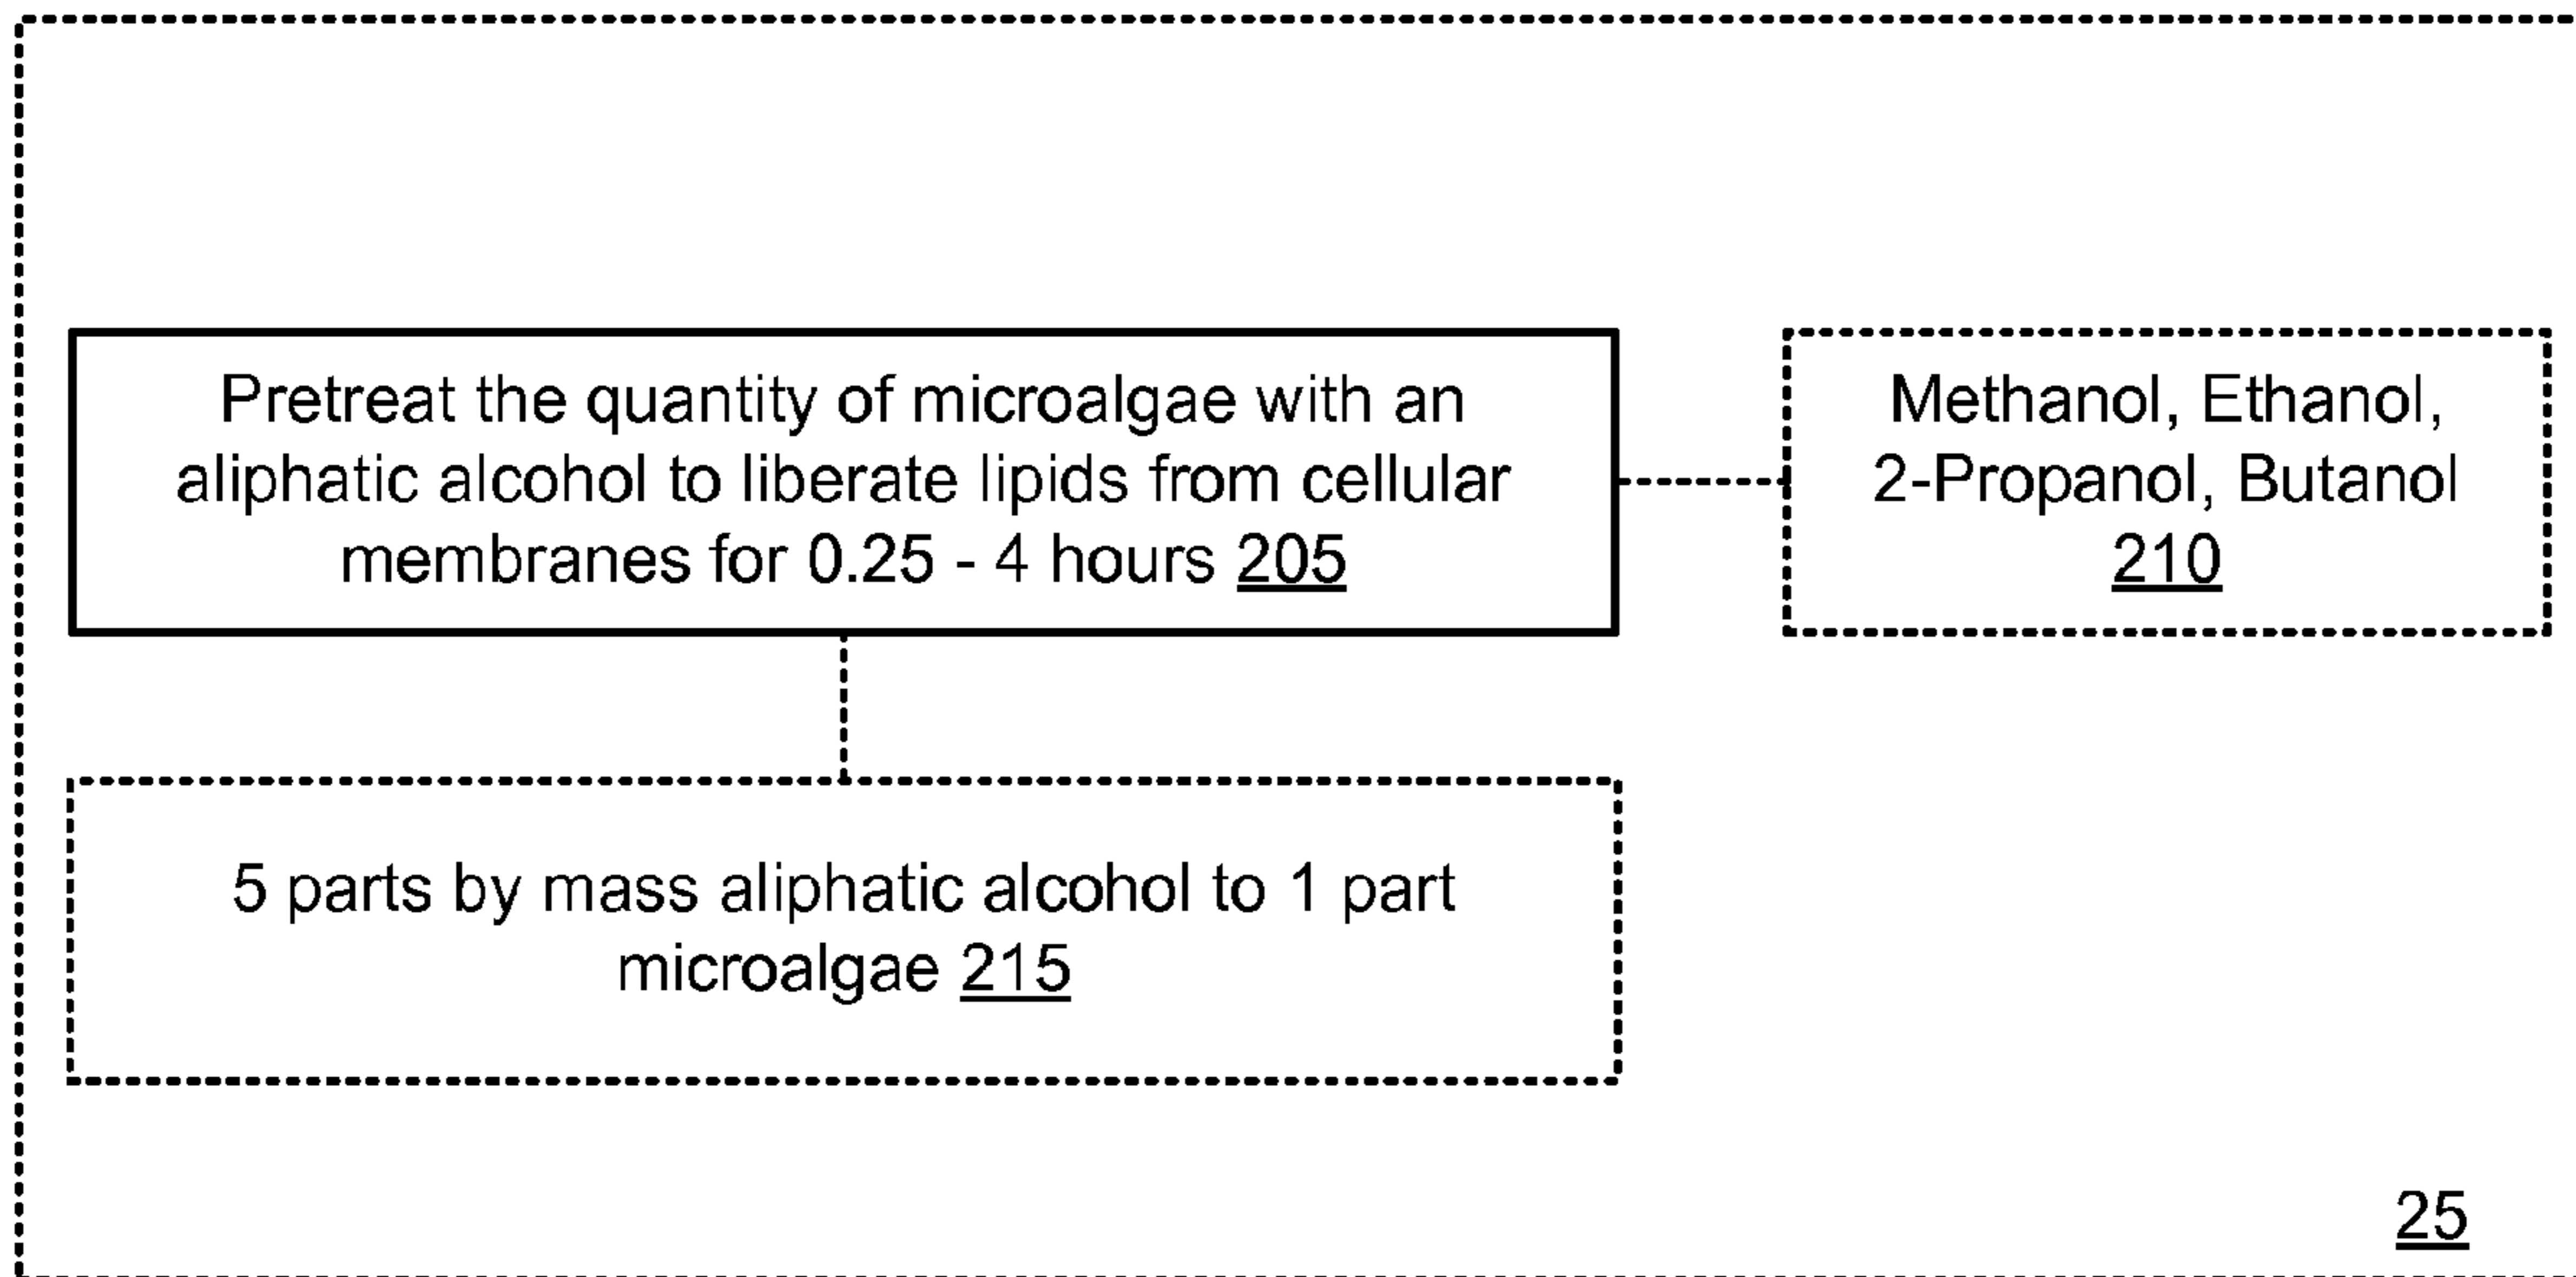 Pretreat the quantity of microalgae with an
aliphatic alcohol to liberate lipids from cellular
membranes for 0.25 - 4 hours 205
Methanol, Ethanol,
2-Propanol, Butanol
210
5 parts by mass aliphatic alcohol to 1 part
microalgae 215
25